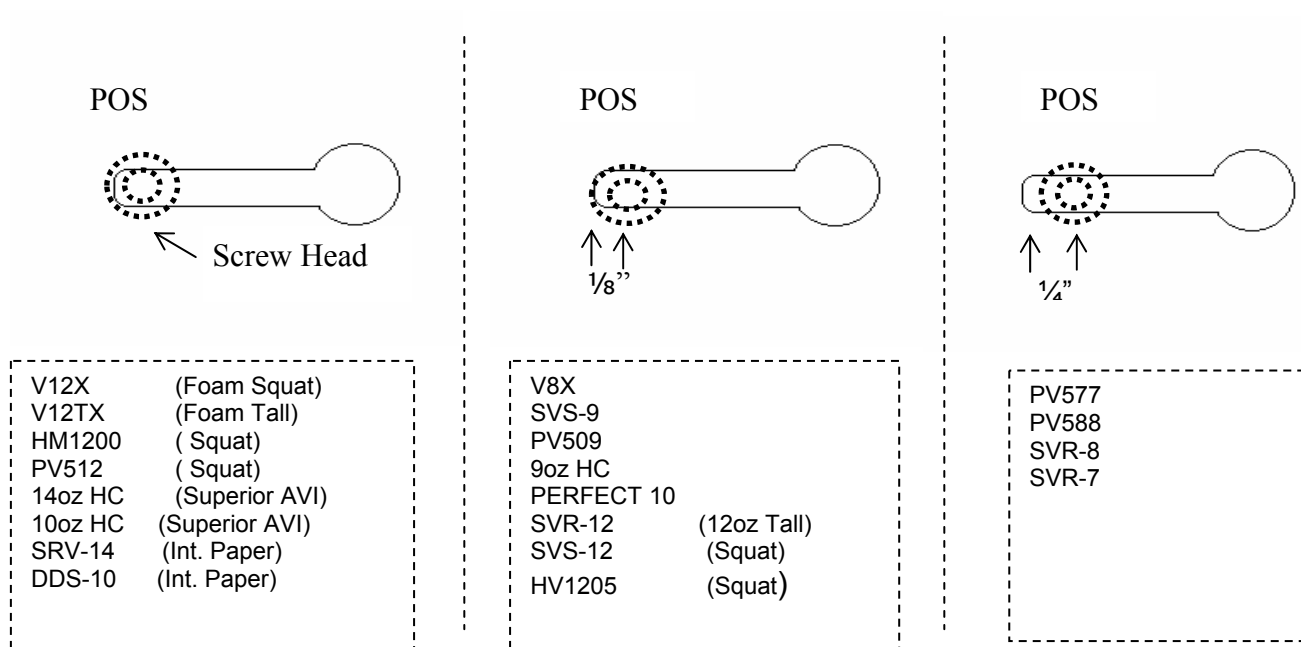 POS
Screw Head
V12X (Foam Squat)
V12TX (Foam Tall)
HM1200 ( Squat)
PV512 ( Squat)
14oz HC (Superior AVI)
10oz HC (Superior AVI)
SRV-14 (Int. Paper)
DDS-10 (Int. Paper)
POS
⅛”
V8X
SVS-9
PV509
9oz HC
PERFECT 10
SVR-12 (12oz Tall)
SVS-12 (Squat)
HV1205 (Squat)
POS
¼”
PV577
PV588
SVR-8
SVR-7